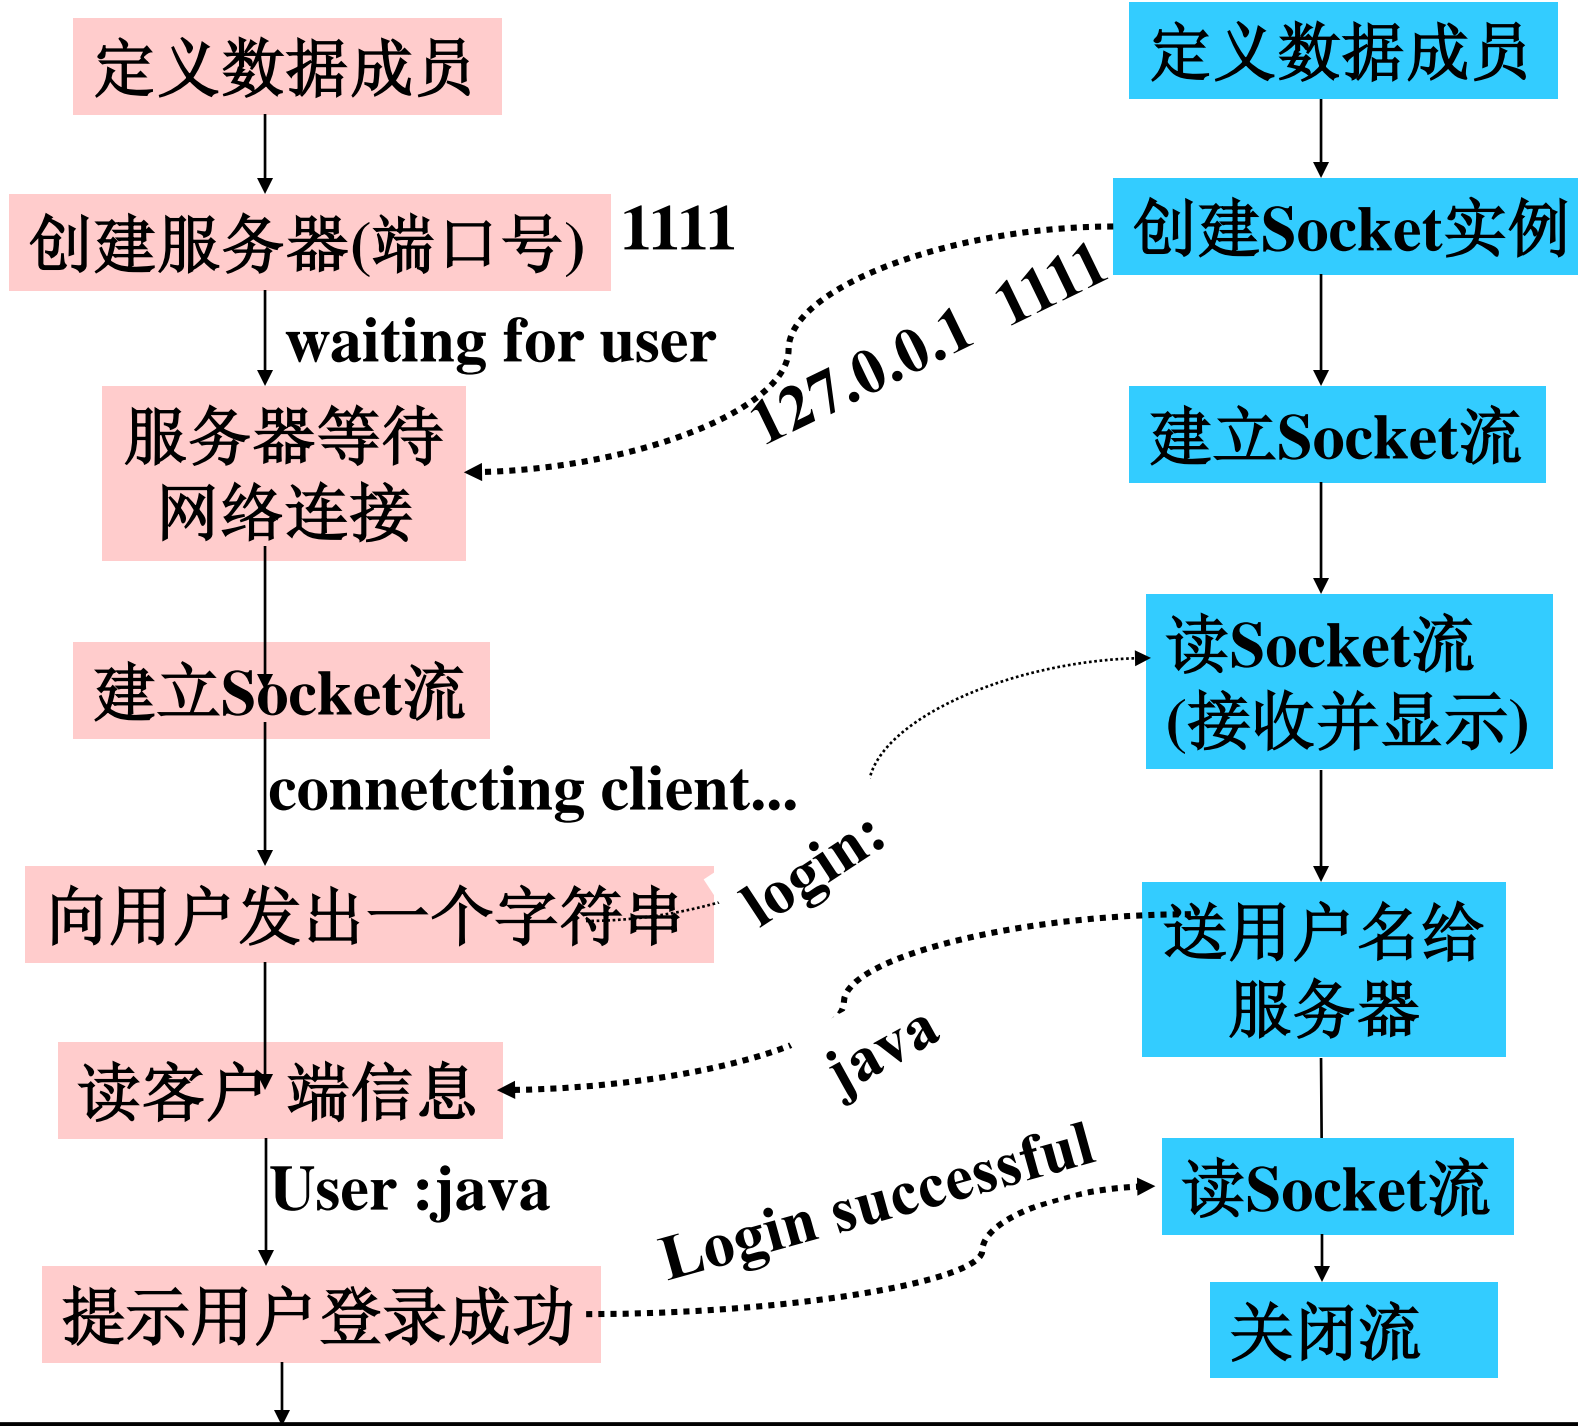 定义数据成员
定义数据成员
创建服务器(端口号)
1111
创建Socket实例
127.0.0.1 1111
waiting for user
服务器等待
网络连接
建立Socket流
读Socket流
(接收并显示)
建立Socket流
connetcting client...
login:
向用户发出一个字符串
送用户名给
服务器
java
读客户 端信息
User :java
Login successful
读Socket流
提示用户登录成功
关闭流